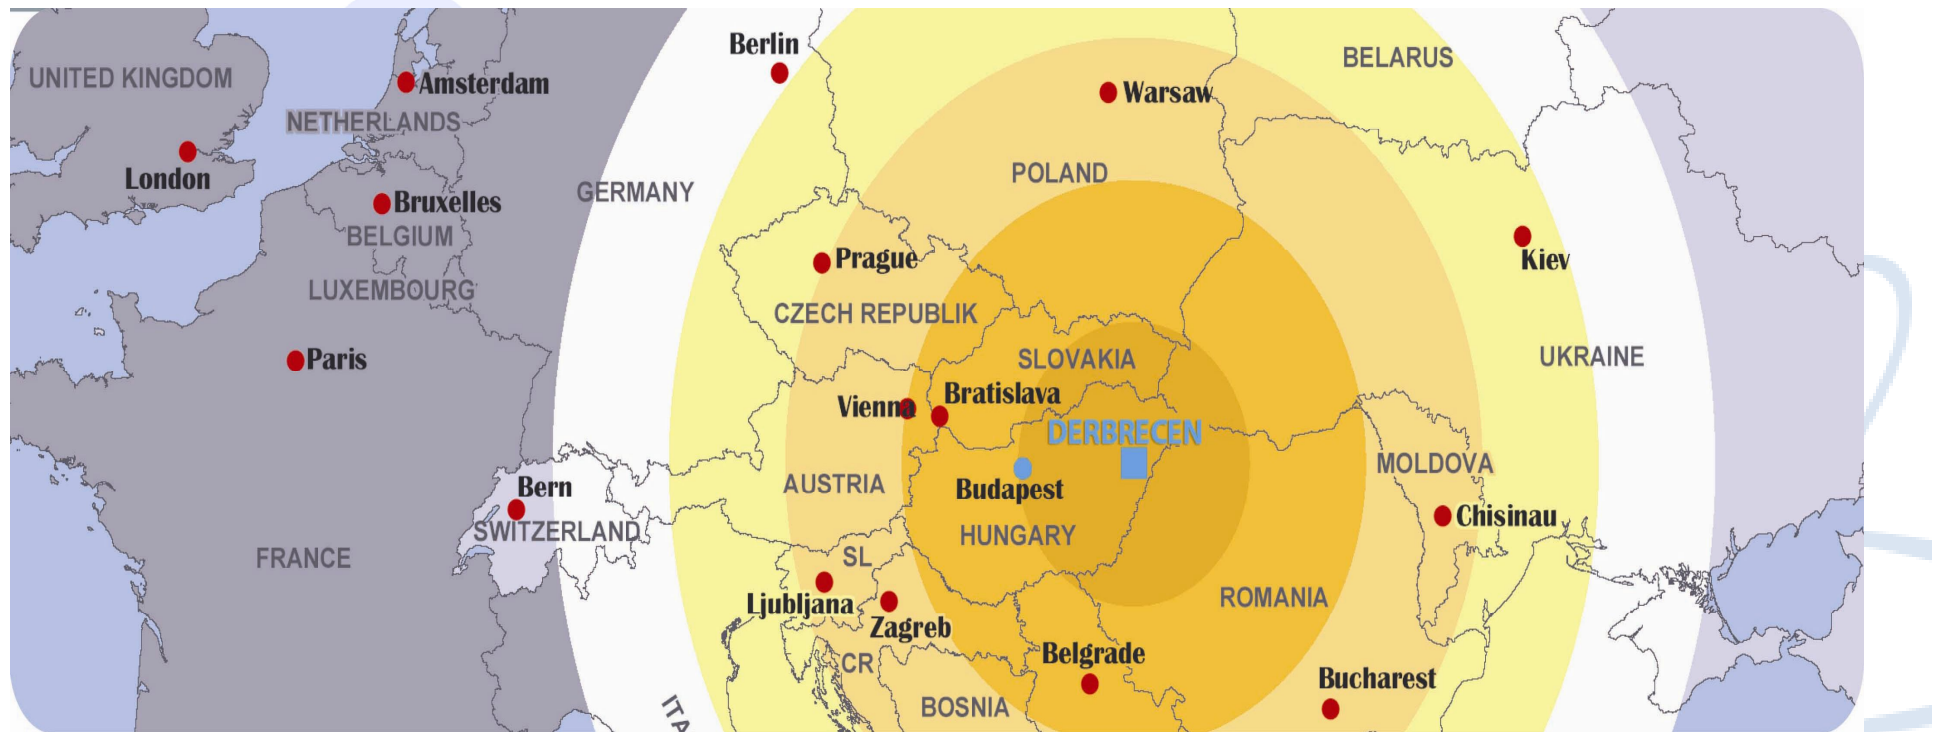 Berlin
BELARUS
UNITED KINGDOM
Amsterdam
Warsaw
NETHERLANDS
London
POLAND
GERMANY
Bruxelles
BELGIUM
Prague
Kiev
LUXEMBOURG
CZECH REPUBLIK
Paris
SLOVAKIA
UKRAINE
Vienna
Bratislava
DERBRECEN
MOLDOVA
Bern
AUSTRIA
Budapest
Chisinau
SWITZERLAND
HUNGARY
FRANCE
SL
Ljubljana
ROMANIA
Zagreb
Belgrade
CR
Bucharest
BOSNIA
ITA